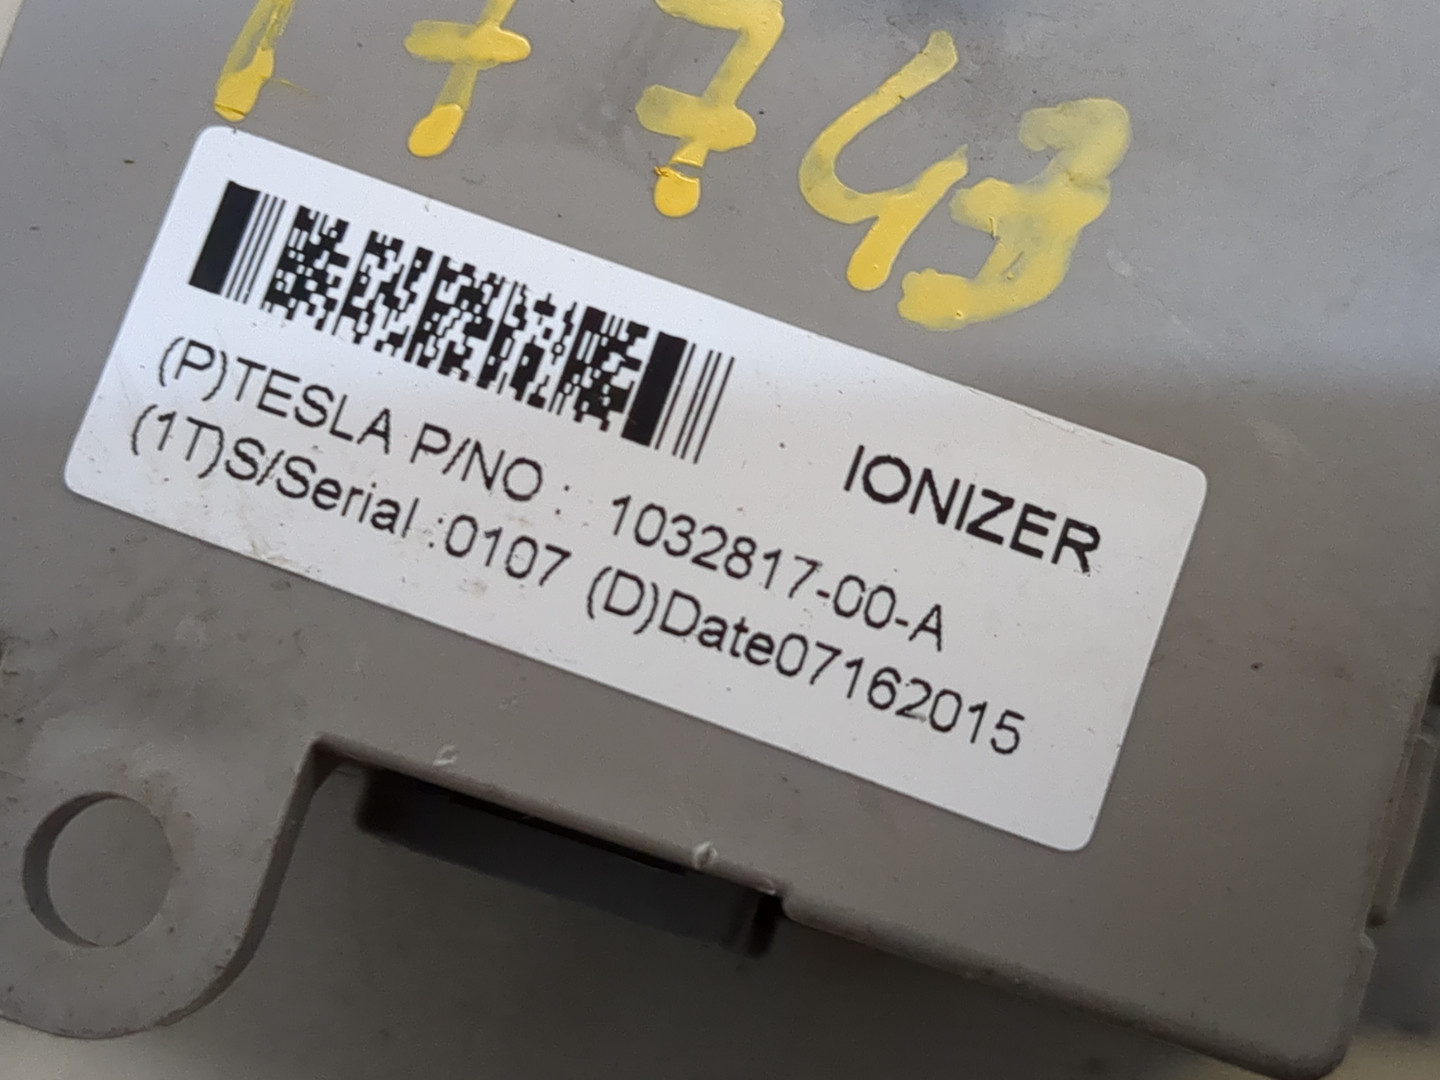 17743
IONIZER
(P)TESLA P/NO : 1032817-00-A
(1T)S/Serial :0107 (D)Date07162015